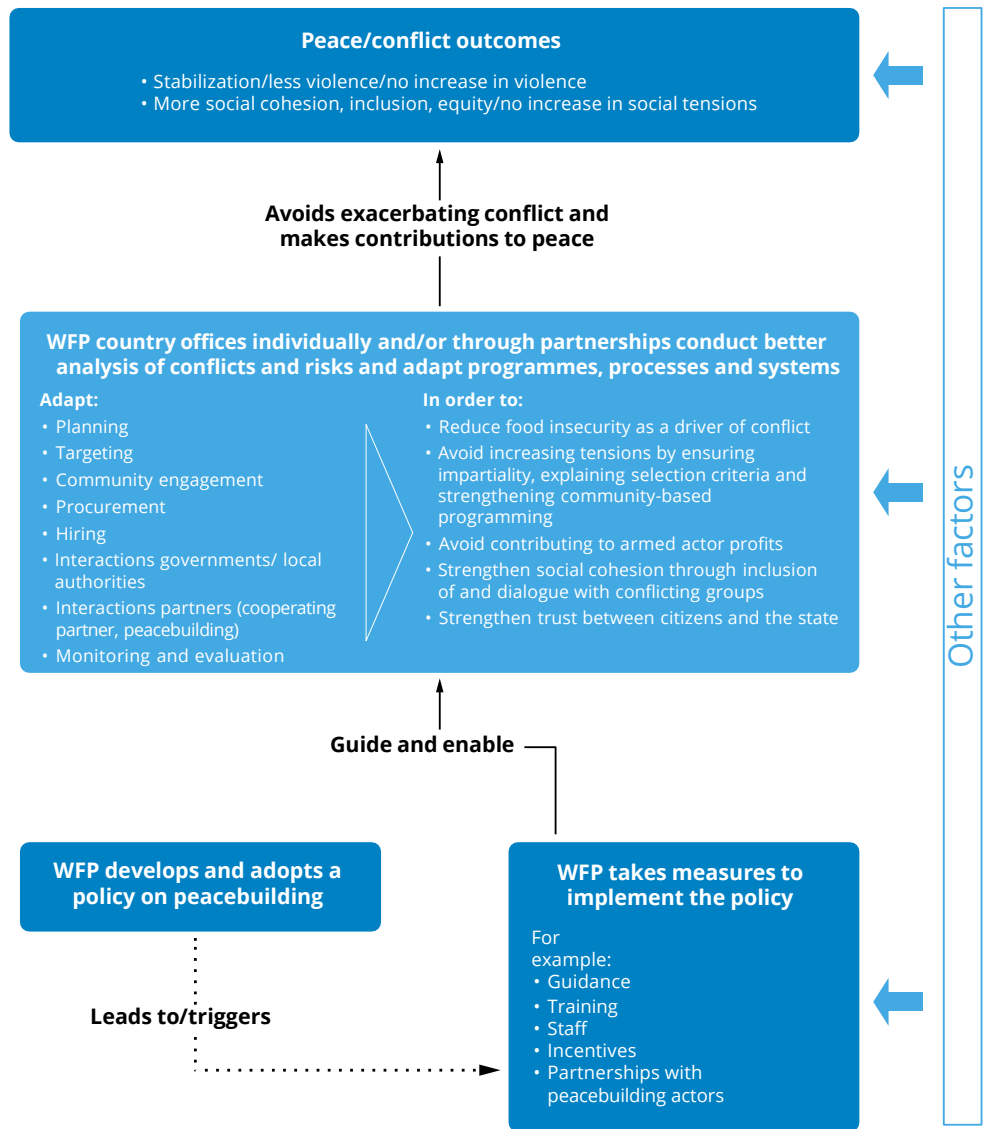 Peace/conflict outcomes
• Stabilization/less violence/no increase in violence
• More social cohesion, inclusion, equity/no increase in social tensions
Avoids exacerbating conflict and
makes contributions to peace
WFP country offices individually and/or through partnerships conduct better
analysis of conflicts and risks and adapt programmes, processes and systems
Adapt:
• Planning
• Targeting
• Community engagement
• Procurement
• Hiring
• Interactions governments/ local
authorities
• Interactions partners (cooperating
partner, peacebuilding)
• Monitoring and evaluation
In order to:
• Reduce food insecurity as a driver of conflict
• Avoid increasing tensions by ensuring
impartiality, explaining selection criteria and
strengthening community-based
programming
• Avoid contributing to armed actor profits
• Strengthen social cohesion through inclusion
of and dialogue with conflicting groups
• Strengthen trust between citizens and the state
Guide and enable
WFP develops and adopts a
policy on peacebuilding
Leads to/triggers
WFP takes measures to
implement the policy
For
example:
• Guidance
• Training
• Staff
• Incentives
• Partnerships with
peacebuilding actors
Other factors